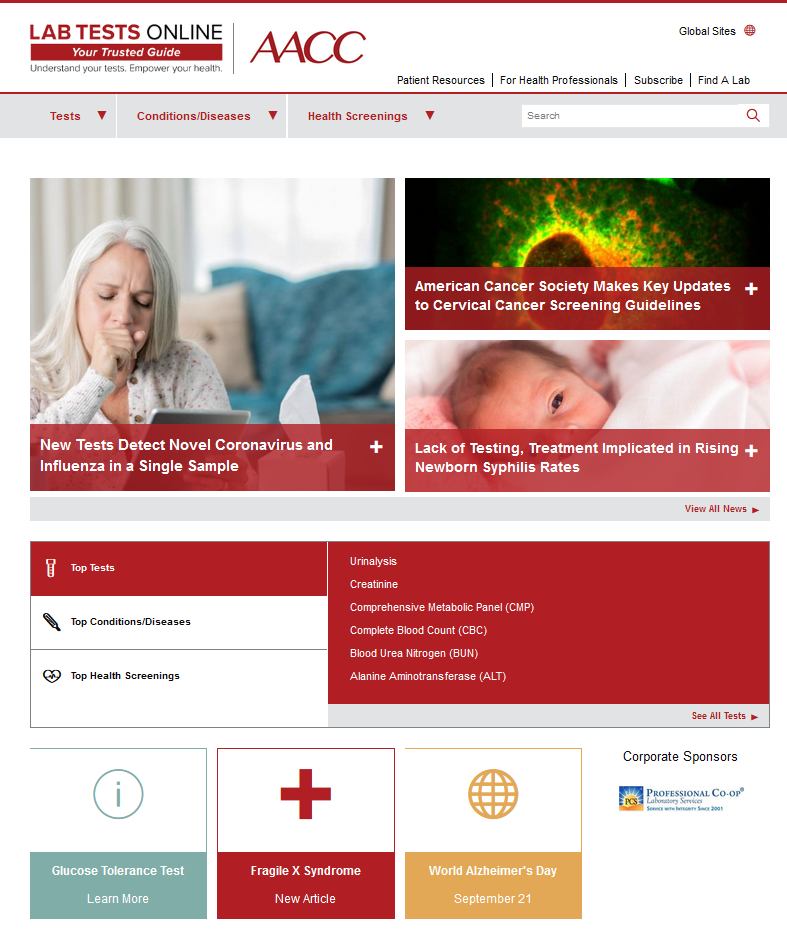 LAB TESTS ONLINE
Your Trusted Guide
Understand your tests. Empower your health.
AACC
Global Sites
Patient Resources
For Health Professionals
Subscribe
Find A Lab
Tests
Conditions/Diseases
Health Screenings
Search
New Tests Detect Novel Coronavirus and
Influenza in a Single Sample
American Cancer Society Makes Key Updates
to Cervical Cancer Screening Guidelines
Lack of Testing, Treatment Implicated in Rising
Newborn Syphilis Rates
View All News
Top Tests
Top Conditions/Diseases
Top Health Screenings
Urinalysis
Creatinine
Comprehensive Metabolic Panel (CMP)
Complete Blood Count (CBC)
Blood Urea Nitrogen (BUN)
Alanine Aminotransferase (ALT)
See All Tests
Glucose Tolerance Test
Learn More
Fragile X Syndrome
New Article
World Alzheimer's Day
September 21
Corporate Sponsors
PCS
PROFESSIONAL CO-OP®
Laboratory Services
SERVICE WITH INTEGRITY SINCE 2001